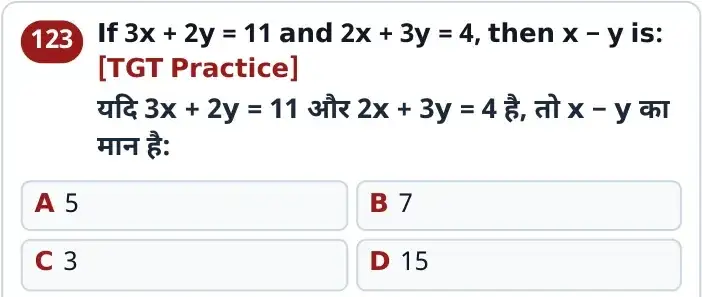 123 If 3x + 2y = 11 and 2x + 3y = 4, then x − y is:
[TGT Practice]
यदि 3x + 2y = 11 और 2x + 3y = 4 है, तो x − y का
मान है:
A 5
B 7
C 3
D 15